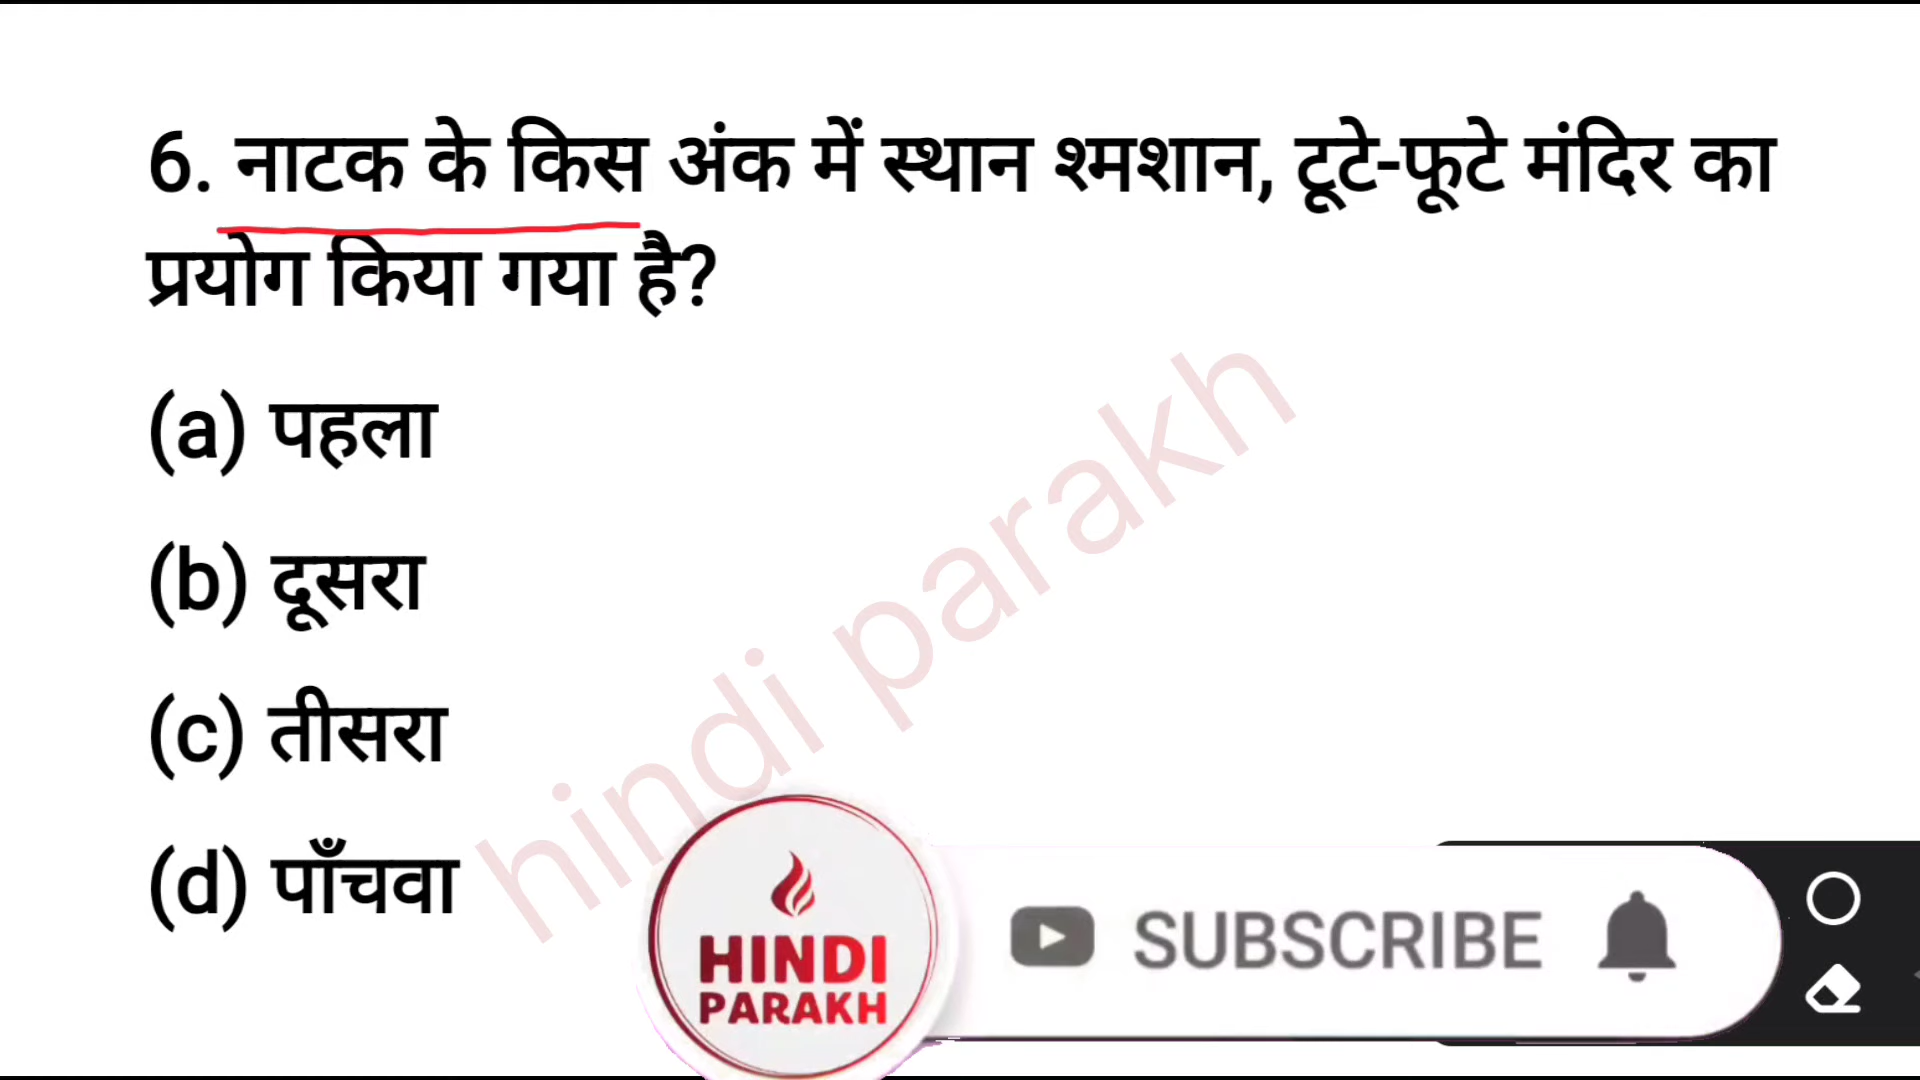 6. नाटक के किस अंक में स्थान श्मशान, टूटे-फूटे मंदिर का
प्रयोग किया गया है?
(a) पहला
(b) दूसरा
(c) तीसरा
(d) पाँचवा
hindi parakh
HINDI
PARAKH
SUBSCRIBE